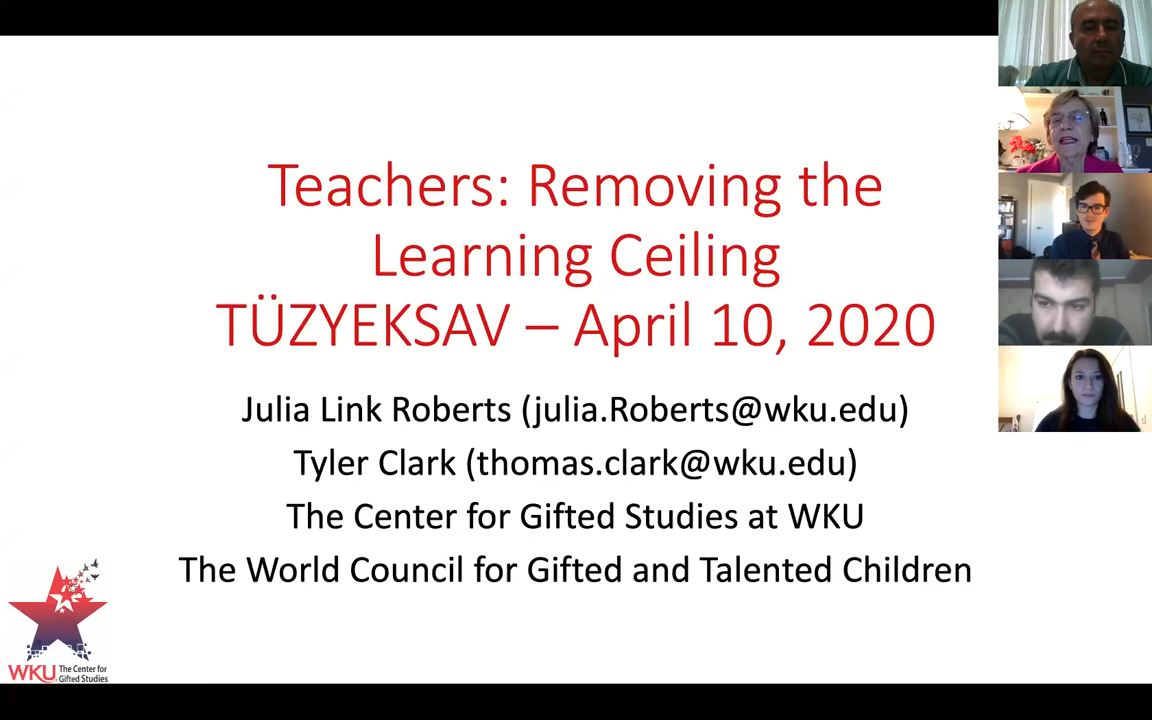 Teachers: Removing the
Learning Ceiling
TÜZYEKSAV – April 10, 2020
Julia Link Roberts (julia.Roberts@wku.edu)
Tyler Clark (thomas.clark@wku.edu)
The Center for Gifted Studies at WKU
The World Council for Gifted and Talented Children
WKU The Center for
Gifted Studies